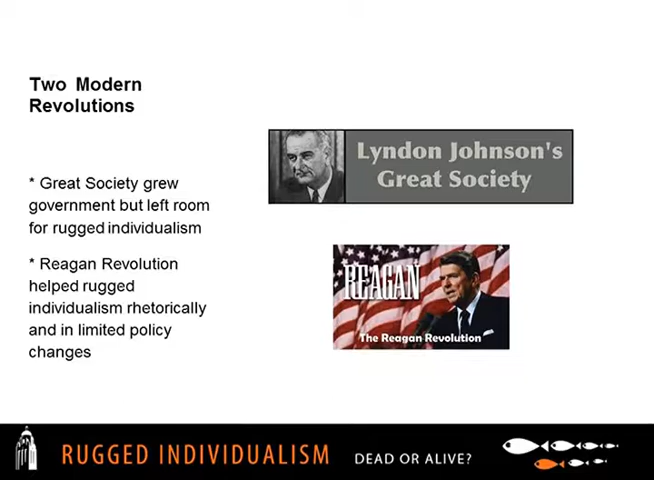 Two Modern
Revolutions
* Great Society grew
government but left room
for rugged individualism
* Reagan Revolution
helped rugged
individualism rhetorically
and in limited policy
changes
Lyndon Johnson's
Great Society
REAGAN
The Reagan Revolution
RUGGED INDIVIDUALISM DEAD OR ALIVE?